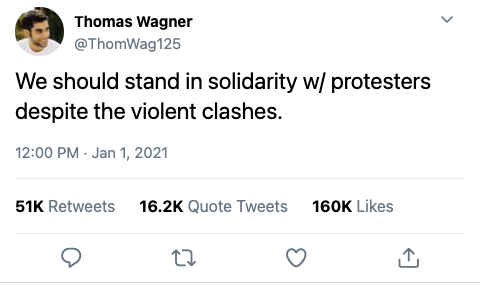 Thomas Wagner
@ThomWag125
We should stand in solidarity w/ protesters
despite the violent clashes.
12:00 PM · Jan 1, 2021
51K Retweets 16.2K Quote Tweets 160K Likes